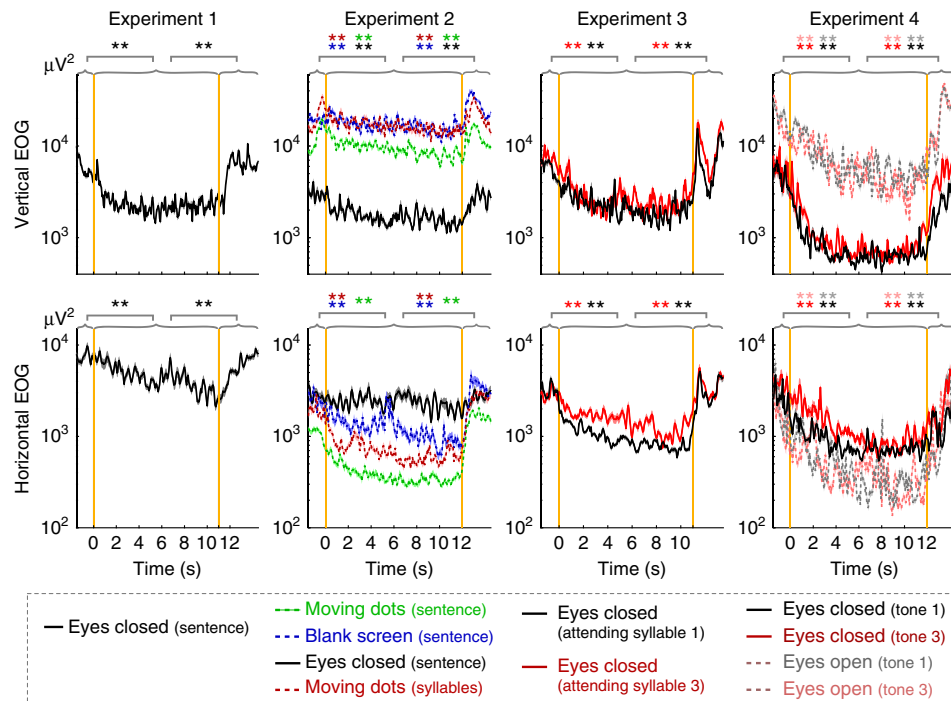 Experiment 1 Experiment 2 Experiment 3 Experiment 4
** ** ** ** ** ** ** ** ** ** ** ** ** **
** ** ** ** ** ** ** ** ** ** ** ** ** **
μV²
Vertical EOG
10⁴ 10⁴ 10⁴ 10⁴
10³ 10³ 10³ 10³
** ** ** ** ** ** ** ** ** **
** ** ** ** ** ** ** ** ** **
μV²
Horizontal EOG
10⁴ 10⁴ 10⁴ 10⁴
10³ 10³ 10³ 10³
10² 10² 10² 10²
0 2 4 6 8 10 12 0 2 4 6 8 10 12 0 2 4 6 8 10 0 2 4 6 8 10 12
Time (s) Time (s) Time (s) Time (s)
Eyes closed (sentence)
Moving dots (sentence)
Blank screen (sentence)
Eyes closed (sentence)
Moving dots (syllables)
Eyes closed
(attending syllable 1)
Eyes closed
(attending syllable 3)
Eyes closed (tone 1)
Eyes closed (tone 3)
Eyes open (tone 1)
Eyes open (tone 3)